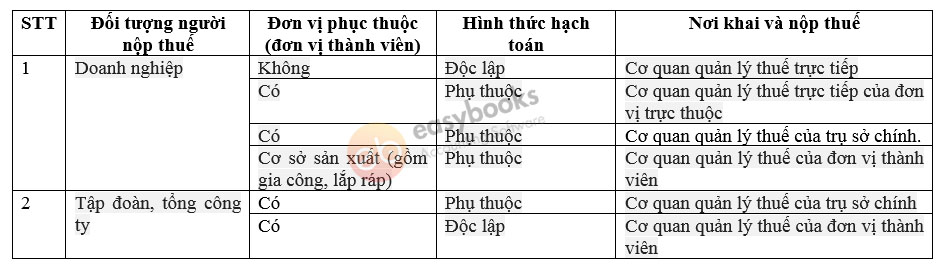 STT
Đối tượng người
nộp thuế
Đơn vị phục thuộc
(đơn vị thành viên)
Hình thức hạch
toán
Nơi khai và nộp thuế
1
Doanh nghiệp
Không
Độc lập
Cơ quan quản lý thuế trực tiếp
Có
Phụ thuộc
Cơ quan quản lý thuế trực tiếp của đơn
vị trực thuộc
Có
Phụ thuộc
Cơ quan quản lý thuế của trụ sở chính.
Cơ sở sản xuất (gồm
gia công, lắp ráp)
Phụ thuộc
Cơ quan quản lý thuế của đơn vị thành
viên
2
Tập đoàn, tổng công
ty
Có
Phụ thuộc
Cơ quan quản lý thuế của trụ sở chính
Có
Độc lập
Cơ quan quản lý thuế của đơn vị thành
viên
eb
easybooks
Accounting Software